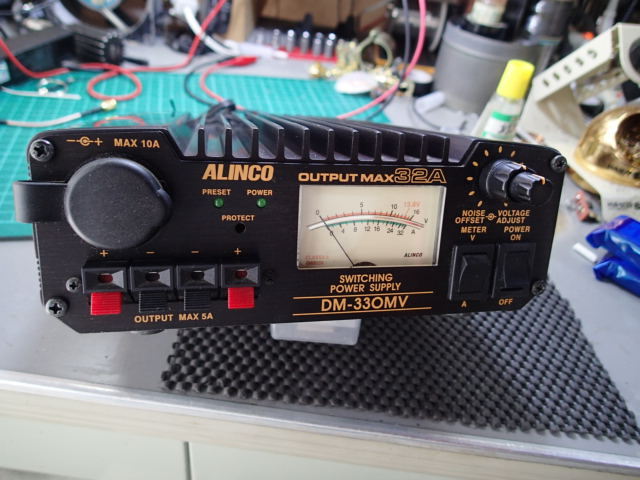 MAX 10A
ALINCO
PRESET POWER
PROTECT
OUTPUT MAX 32A
0 5 10 13.8V 16 V
0 4 8 12 16 20 24 32 A
ALINCO
NOISE VOLTAGE
OFFSET ADJUST
METER POWER
V ON
A OFF
+ − − +
OUTPUT MAX 5A
SWITCHING
POWER SUPPLY
DM-330MV